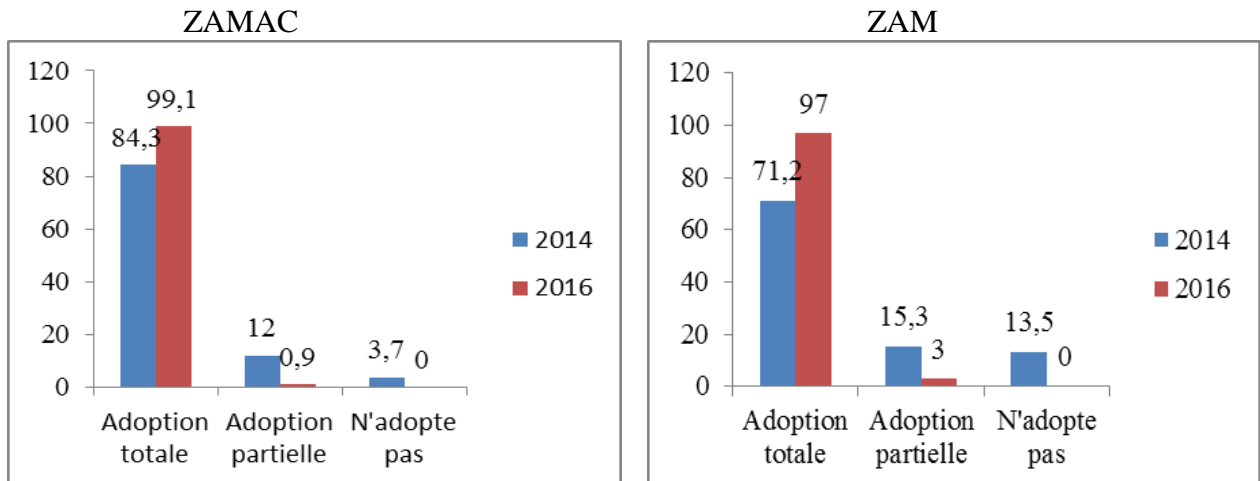 ZAMAC
120
100
80
60
40
20
0
84,3
99,1
12
0,9
3,7
0
Adoption
totale
Adoption
partielle
N'adopte
pas
2014
2016
ZAM
120
100
80
60
40
20
0
71,2
97
15,3
3
13,5
0
Adoption
totale
Adoption
partielle
N'adopte
pas
2014
2016